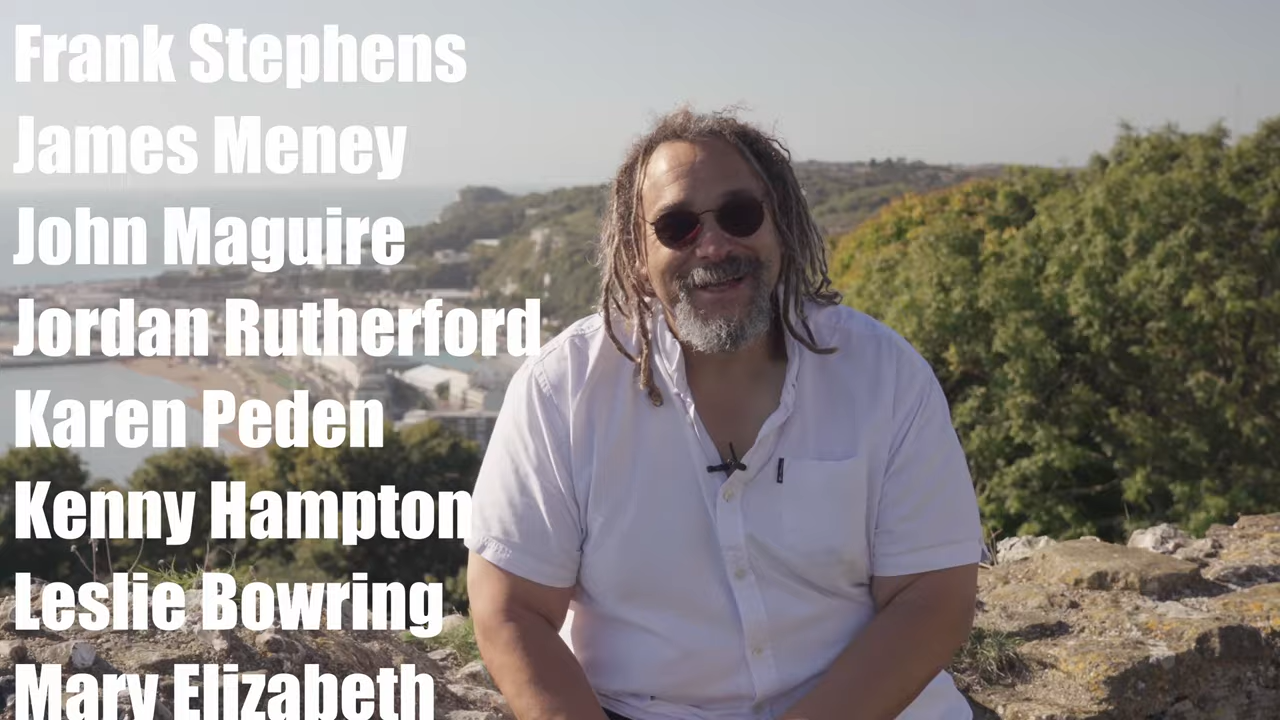 Frank Stephens
James Meney
John Maguire
Jordan Rutherford
Karen Peden
Kenny Hampton
Leslie Bowring
Mary Elizabeth